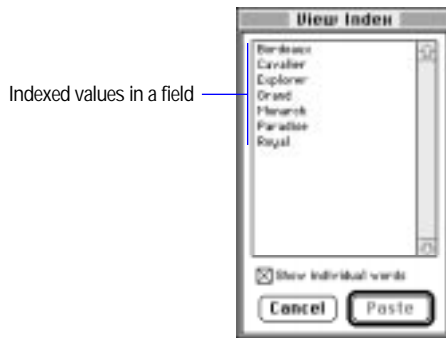 View Index
Bordeaux
Cavalier
Explorer
Grand
Monarch
Paradise
Royal
Indexed values in a field
Show individual words
Cancel
Paste